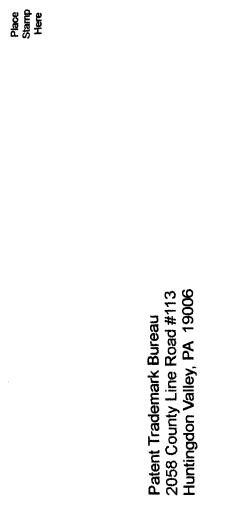 Place
Stamp
Here
Patent Trademark Bureau
2058 County Line Road #113
Huntingdon Valley, PA 19006